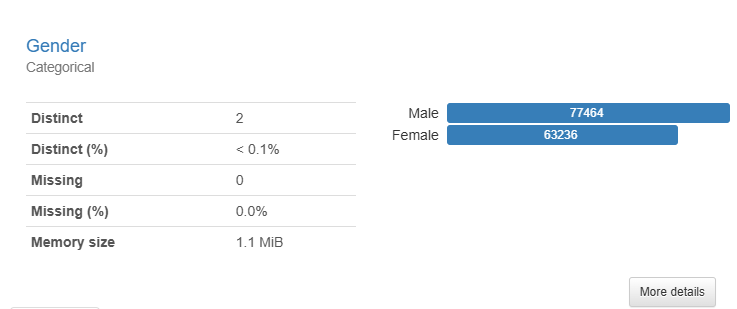 Gender
Categorical
Distinct 2
Distinct (%) < 0.1%
Missing 0
Missing (%) 0.0%
Memory size 1.1 MiB
Male 77464
Female 63236
More details